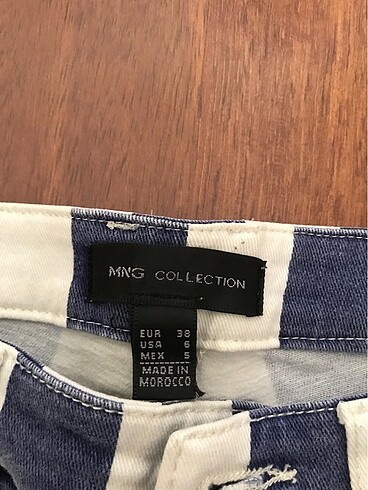 MNG COLLECTION
EUR 38
USA 6
MEX 5
MADE IN
MOROCCO